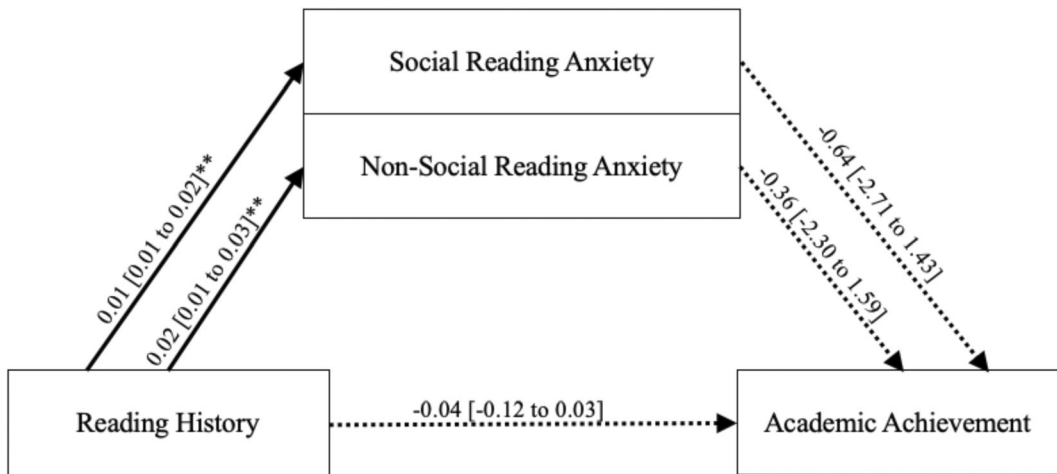 Social Reading Anxiety
Non-Social Reading Anxiety
0.01 [0.01 to 0.02]**
0.02 [0.01 to 0.03]**
-0.64 [-2.71 to 1.43]
-0.36 [-2.30 to 1.59]
Reading History
-0.04 [-0.12 to 0.03]
Academic Achievement